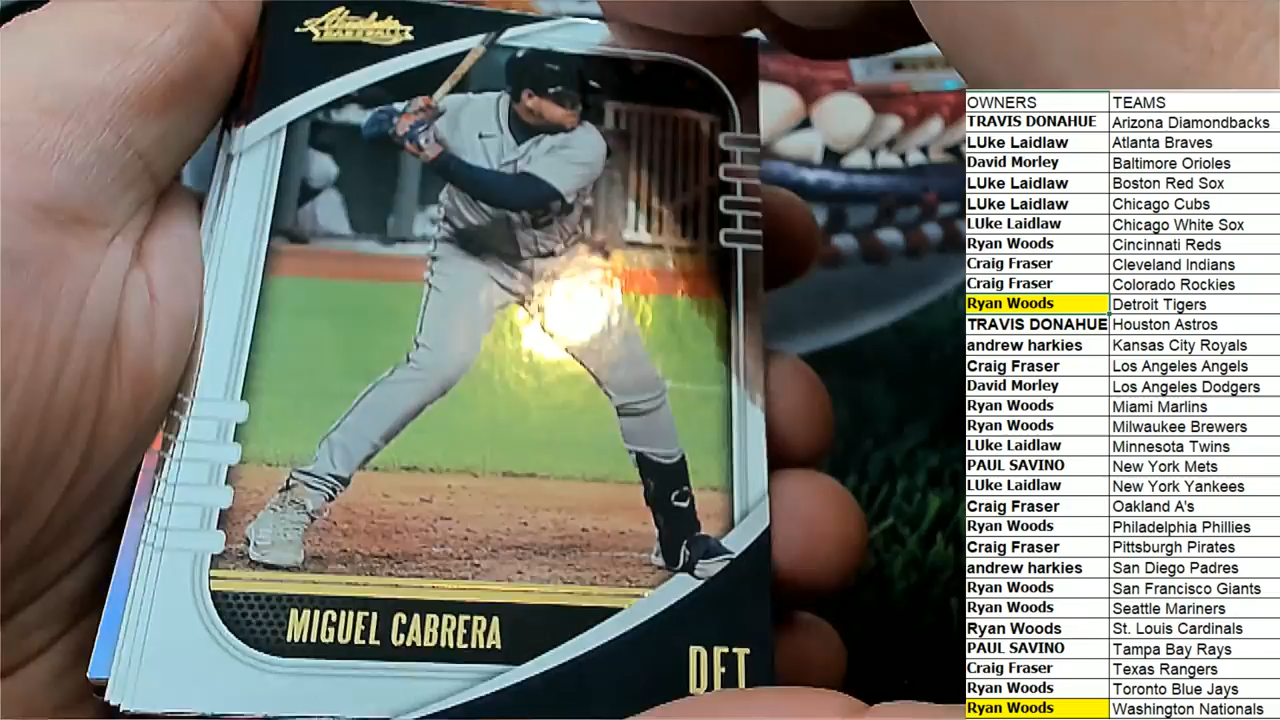 Absolute
BASEBALL
MIGUEL CABRERA
DET
OWNERS TEAMS
TRAVIS DONAHUE Arizona Diamondbacks
LUke Laidlaw Atlanta Braves
David Morley Baltimore Orioles
LUke Laidlaw Boston Red Sox
LUke Laidlaw Chicago Cubs
LUke Laidlaw Chicago White Sox
Ryan Woods Cincinnati Reds
Craig Fraser Cleveland Indians
Craig Fraser Colorado Rockies
Ryan Woods Detroit Tigers
TRAVIS DONAHUE Houston Astros
andrew harkies Kansas City Royals
Craig Fraser Los Angeles Angels
David Morley Los Angeles Dodgers
Ryan Woods Miami Marlins
Ryan Woods Milwaukee Brewers
LUke Laidlaw Minnesota Twins
PAUL SAVINO New York Mets
LUke Laidlaw New York Yankees
Craig Fraser Oakland A's
Ryan Woods Philadelphia Phillies
Craig Fraser Pittsburgh Pirates
andrew harkies San Diego Padres
Ryan Woods San Francisco Giants
Ryan Woods Seattle Mariners
Ryan Woods St. Louis Cardinals
PAUL SAVINO Tampa Bay Rays
Craig Fraser Texas Rangers
Ryan Woods Toronto Blue Jays
Ryan Woods Washington Nationals